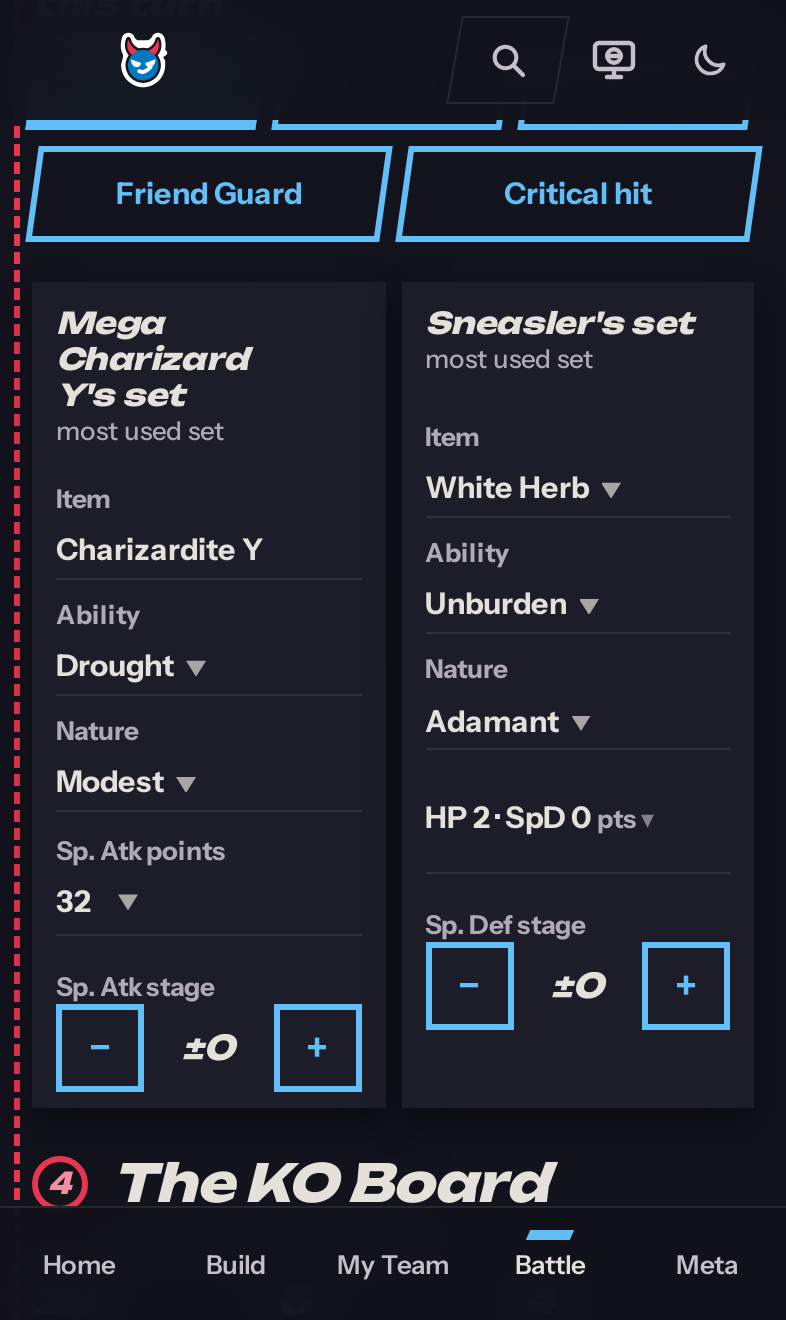 this turn
Friend Guard
Critical hit
Mega
Charizard
Y's set
most used set
Item
Charizardite Y
Ability
Drought ▼
Nature
Modest ▼
Sp. Atk points
32 ▼
Sp. Atk stage
− ±0 +
Sneasler's set
most used set
Item
White Herb ▼
Ability
Unburden ▼
Nature
Adamant ▼
HP 2 · SpD 0 pts ▾
Sp. Def stage
− ±0 +
4 The KO Board
Home Build My Team Battle Meta